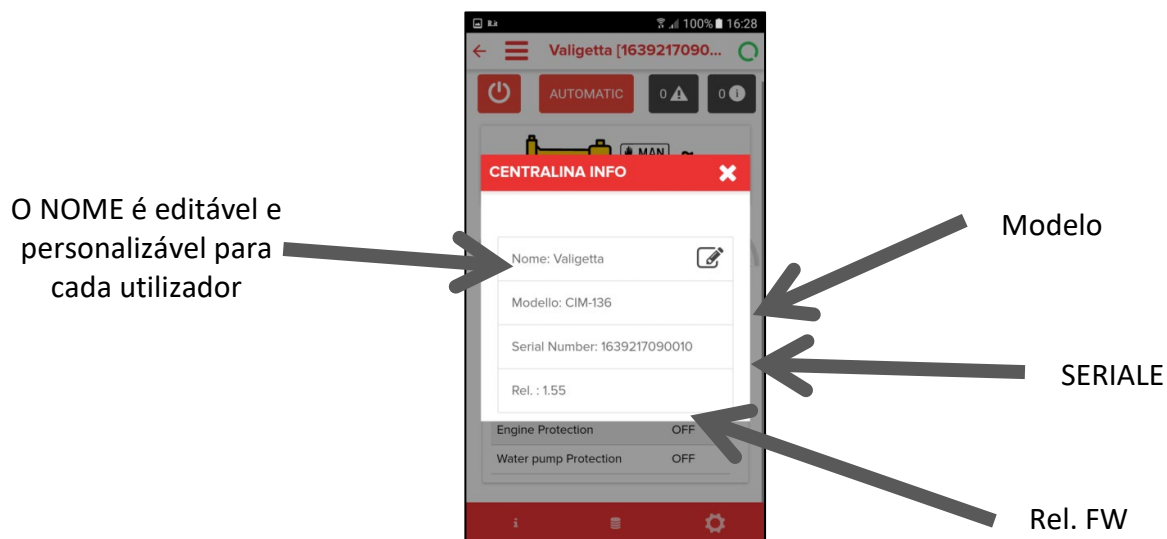 100% 16:28
Valigetta [1639217090...
AUTOMATIC
0
0
MAN
CENTRALINA INFO
O NOME é editável e
personalizável para
cada utilizador
Nome: Valigetta
Modello: CIM-136
Serial Number: 1639217090010
Rel. : 1.55
Modelo
SERIALE
Rel. FW
Engine Protection OFF
Water pump Protection OFF